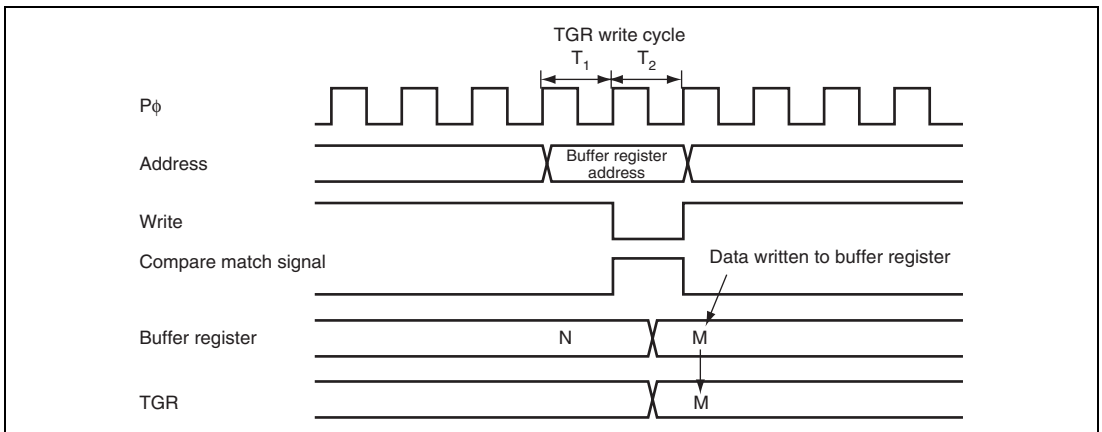 TGR write cycle
T1 T2
Pϕ
Address
Buffer register
address
Write
Compare match signal
Data written to buffer register
Buffer register
N M
TGR
M